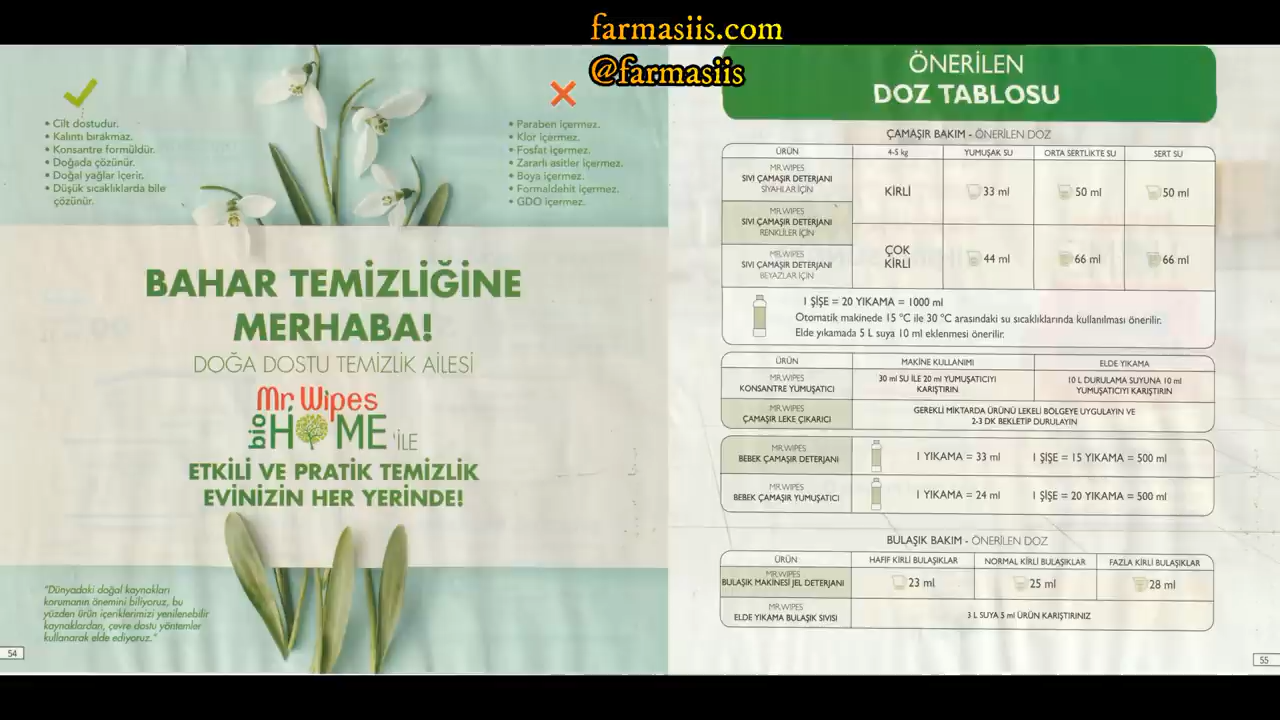 farmasiis.com
@farmasiis
• Cilt dostudur.
• Kalıntı bırakmaz.
• Konsantre formüldür.
• Doğada çözünür.
• Doğal yağlar içerir.
• Düşük sıcaklıklarda bile
çözünür.
• Paraben içermez.
• Klor içermez.
• Fosfat içermez.
• Zararlı asitler içermez.
• Boya içermez.
• Formaldehit içermez.
• GDO içermez.
BAHAR TEMİZLİĞİNE
MERHABA!
DOĞA DOSTU TEMİZLİK AİLESİ
Mr.Wipes
bio HOME 'İLE
ETKİLİ VE PRATİK TEMİZLİK
EVİNİZİN HER YERİNDE!
"Dünyadaki doğal kaynakları
korumanın önemini biliyoruz, bu
yüzden ürün içeriklerimizi yenilenebilir
kaynaklardan, çevre dostu yöntemler
kullanarak elde ediyoruz."
54
ÖNERİLEN
DOZ TABLOSU
ÇAMAŞIR BAKIM - ÖNERİLEN DOZ
ÜRÜN 4-5 kg YUMUŞAK SU ORTA SERTLİKTE SU SERT SU
MR.WIPES
SIVI ÇAMAŞIR DETERJANI
SİYAHLAR İÇİN
KİRLİ 33 ml 50 ml 50 ml
MR.WIPES
SIVI ÇAMAŞIR DETERJANI
RENKLİLER İÇİN
MR.WIPES
SIVI ÇAMAŞIR DETERJANI
BEYAZLAR İÇİN
ÇOK
KİRLİ 44 ml 66 ml 66 ml
1 ŞİŞE = 20 YIKAMA = 1000 ml
Otomatik makinede 15 °C ile 30 °C arasındaki su sıcaklıklarında kullanılması önerilir.
Elde yıkamada 5 L suya 10 ml eklenmesi önerilir.
ÜRÜN MAKİNE KULLANIMI ELDE YIKAMA
MR.WIPES
KONSANTRE YUMUŞATICI
30 ml SU İLE 20 ml YUMUŞATICIYI
KARIŞTIRIN
10 L DURULAMA SUYUNA 10 ml
YUMUŞATICIYI KARIŞTIRIN
MR.WIPES
ÇAMAŞIR LEKE ÇIKARICI
GEREKLİ MİKTARDA ÜRÜNÜ LEKELİ BÖLGEYE UYGULAYIN VE
2-3 DK BEKLETİP DURULAYIN
MR.WIPES
BEBEK ÇAMAŞIR DETERJANI
1 YIKAMA = 33 ml 1 ŞİŞE = 15 YIKAMA = 500 ml
MR.WIPES
BEBEK ÇAMAŞIR YUMUŞATICI
1 YIKAMA = 24 ml 1 ŞİŞE = 20 YIKAMA = 500 ml
BULAŞIK BAKIM - ÖNERİLEN DOZ
ÜRÜN HAFİF KİRLİ BULAŞIKLAR NORMAL KİRLİ BULAŞIKLAR FAZLA KİRLİ BULAŞIKLAR
MR.WIPES
BULAŞIK MAKİNESİ JEL DETERJANI
23 ml 25 ml 28 ml
MR.WIPES
ELDE YIKAMA BULAŞIK SIVISI
3 L SUYA 5 ml ÜRÜN KARIŞTIRINIZ
55